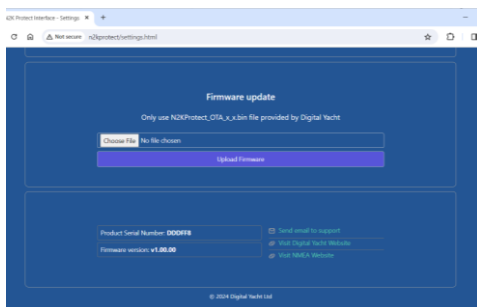 N2K Protect Interface - Settings
Not secure n2kprotect/settings.html
Firmware update
Only use N2KProtect_OTA_x_x.bin file provided by Digital Yacht
Choose File No file chosen
Upload Firmware
Product Serial Number: DDDFF8
Firmware version: v1.00.00
Send email to support
Visit Digital Yacht Website
Visit NMEA Website
© 2024 Digital Yacht Ltd